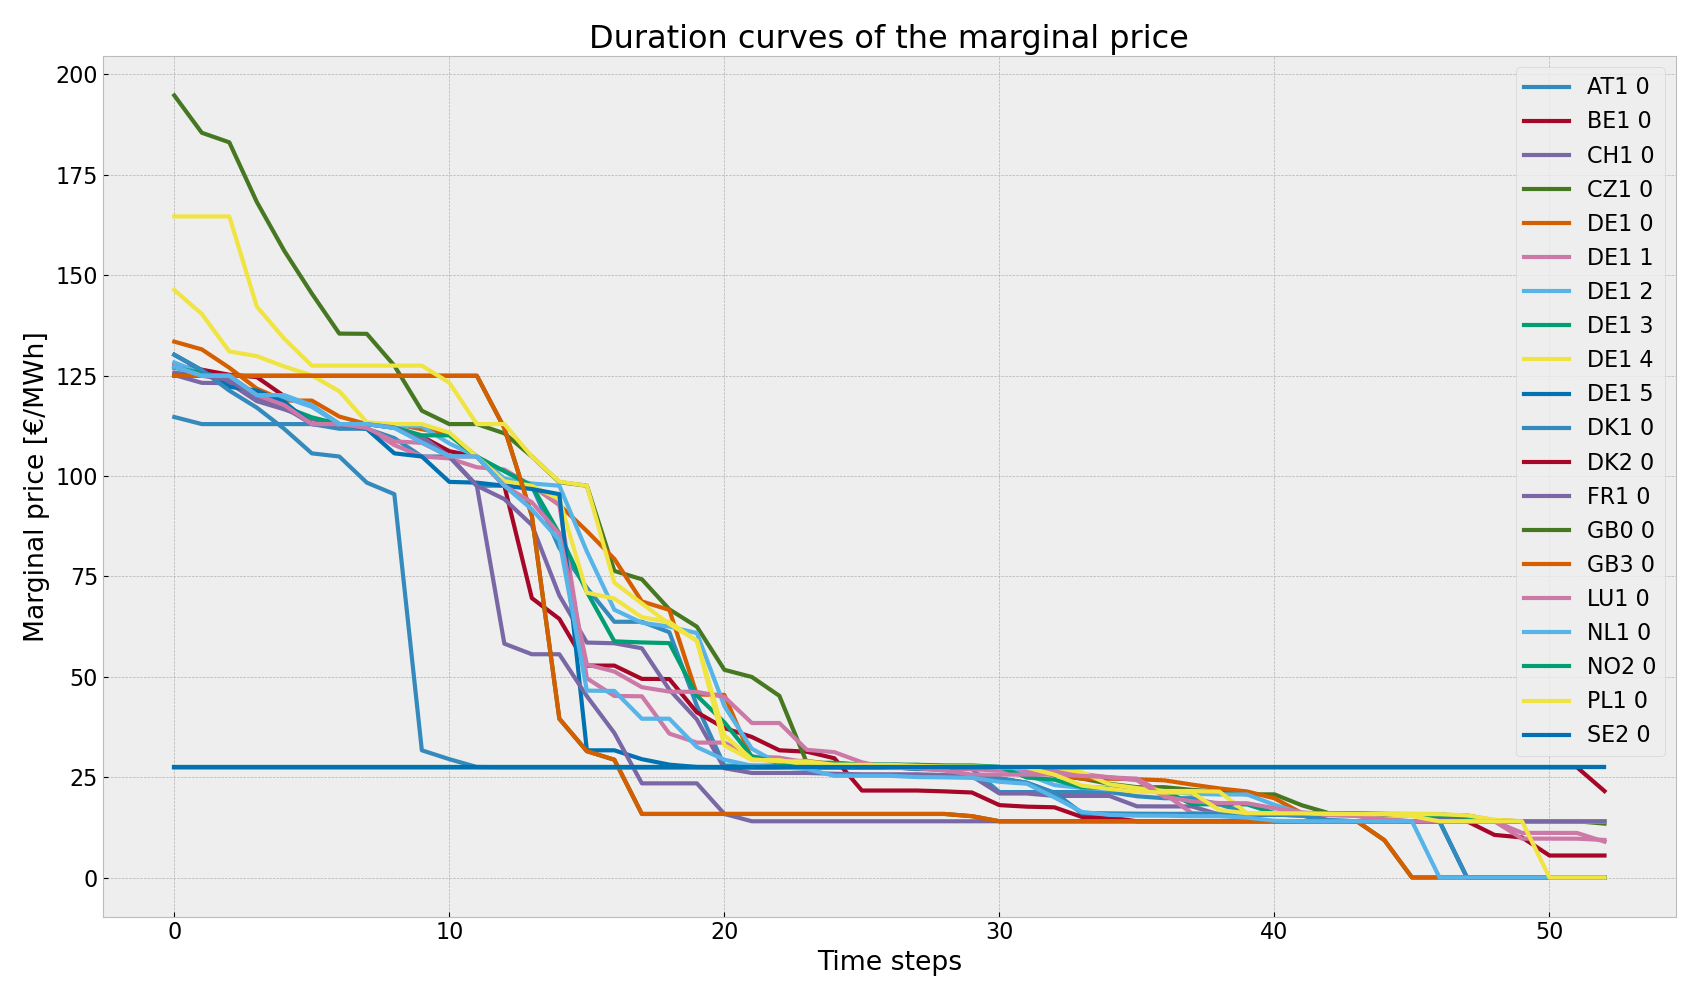 Duration curves of the marginal price
Marginal price [€/MWh]
200
175
150
125
100
75
50
25
0
0
10
20
30
40
50
Time steps
AT1 0
BE1 0
CH1 0
CZ1 0
DE1 0
DE1 1
DE1 2
DE1 3
DE1 4
DE1 5
DK1 0
DK2 0
FR1 0
GB0 0
GB3 0
LU1 0
NL1 0
NO2 0
PL1 0
SE2 0